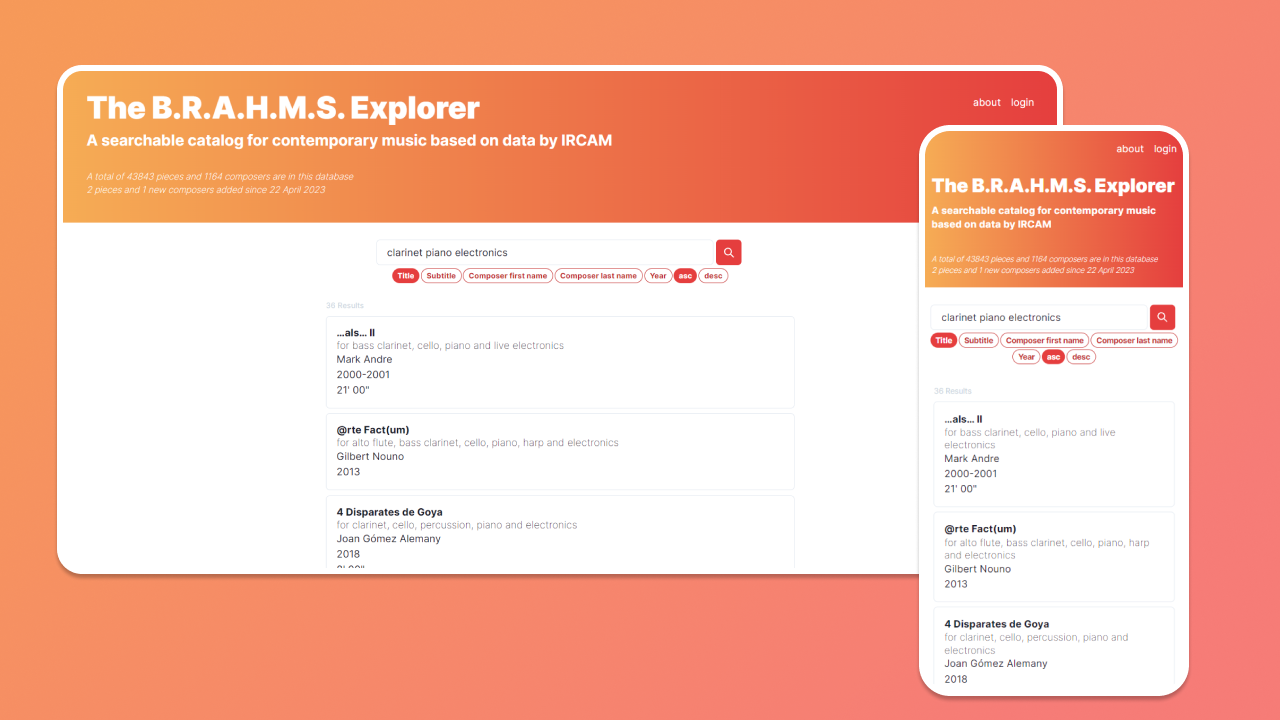 The B.R.A.H.M.S. Explorer
about login
A searchable catalog for contemporary music based on data by IRCAM
A total of 43843 pieces and 1164 composers are in this database
2 pieces and 1 new composers added since 22 April 2023
clarinet piano electronics
Title Subtitle Composer first name Composer last name Year asc desc
36 Results
...als... II
for bass clarinet, cello, piano and live electronics
Mark Andre
2000-2001
21' 00"
@rte Fact(um)
for alto flute, bass clarinet, cello, piano, harp and electronics
Gilbert Nouno
2013
4 Disparates de Goya
for clarinet, cello, percussion, piano and electronics
Joan Gómez Alemany
2018
about login
The B.R.A.H.M.S. Explorer
A searchable catalog for contemporary music
based on data by IRCAM
A total of 43843 pieces and 1164 composers are in this database
2 pieces and 1 new composers added since 22 April 2023
clarinet piano electronics
Title Subtitle Composer first name Composer last name
Year asc desc
36 Results
...als... II
for bass clarinet, cello, piano and live
electronics
Mark Andre
2000-2001
21' 00"
@rte Fact(um)
for alto flute, bass clarinet, cello, piano, harp
and electronics
Gilbert Nouno
2013
4 Disparates de Goya
for clarinet, cello, percussion, piano and
electronics
Joan Gómez Alemany
2018